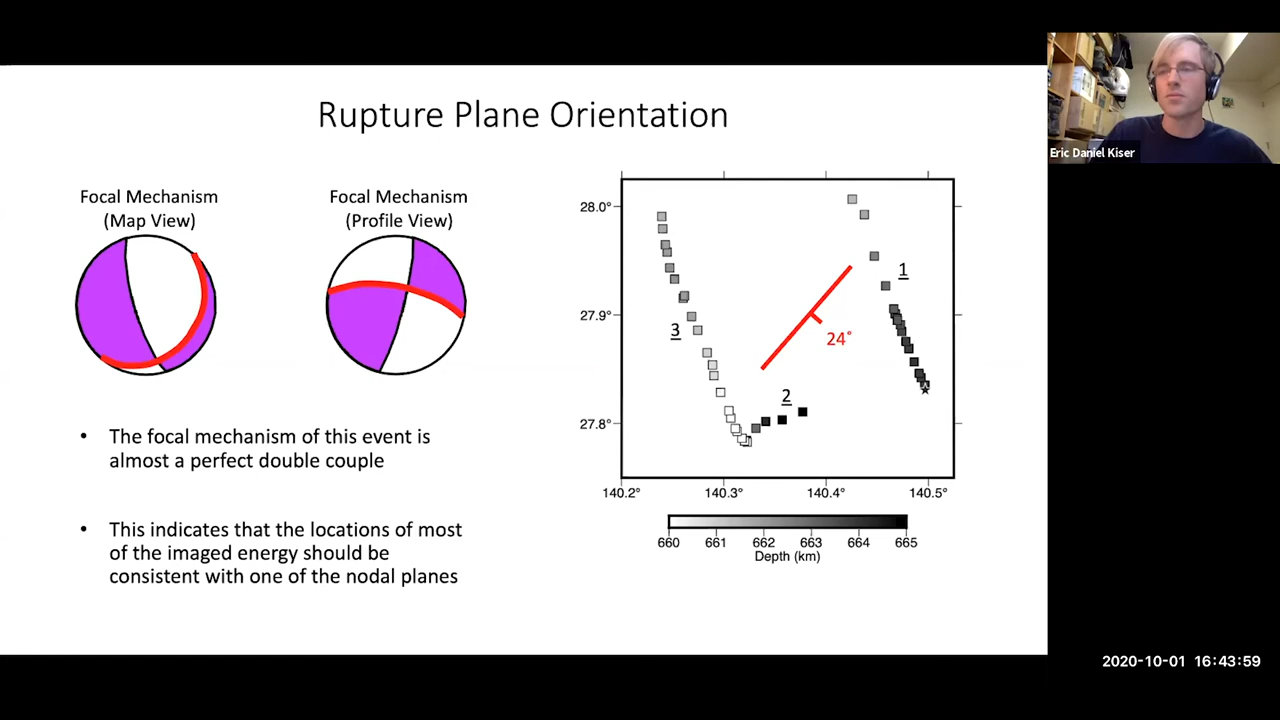 Rupture Plane Orientation
Eric Daniel Kiser
Focal Mechanism
(Map View)
Focal Mechanism
(Profile View)
• The focal mechanism of this event is
almost a perfect double couple
• This indicates that the locations of most
of the imaged energy should be
consistent with one of the nodal planes
28.0°
27.9°
27.8°
1
3
24°
2
140.2° 140.3° 140.4° 140.5°
660 661 662 663 664 665
Depth (km)
2020-10-01 16:43:59